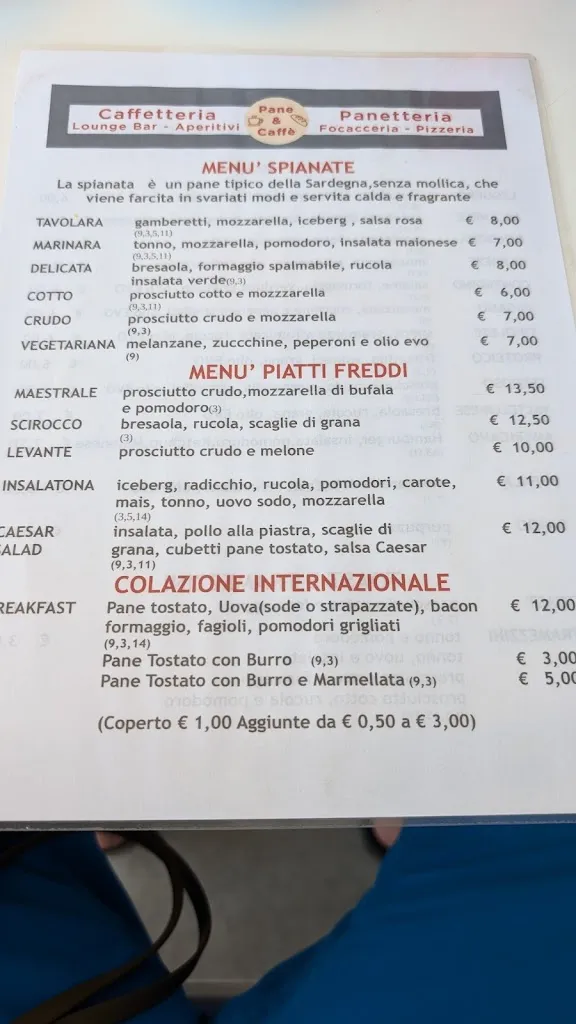 Caffetteria
Lounge Bar - Aperitivi
Pane
&
Caffè
Panetteria
Focacceria - Pizzeria
MENU' SPIANATE
La spianata è un pane tipico della Sardegna,senza mollica, che
viene farcita in svariati modi e servita calda e fragrante
TAVOLARA gamberetti, mozzarella, iceberg , salsa rosa € 8,00
(9,3,5,11)
MARINARA tonno, mozzarella, pomodoro, insalata maionese € 7,00
(9,3,5,11)
DELICATA bresaola, formaggio spalmabile, rucola € 8,00
insalata verde(9,3)
COTTO prosciutto cotto e mozzzarella € 6,00
(9,3,11)
CRUDO prosciutto crudo e mozzarella € 7,00
(9,3)
VEGETARIANA melanzane, zuccchine, peperoni e olio evo € 7,00
(9)
MENU' PIATTI FREDDI
MAESTRALE prosciutto crudo,mozzarella di bufala € 13,50
e pomodoro(3)
SCIROCCO bresaola, rucola, scaglie di grana € 12,50
(3)
LEVANTE prosciutto crudo e melone € 10,00
INSALATONA iceberg, radicchio, rucola, pomodori, carote, € 11,00
mais, tonno, uovo sodo, mozzarella
(3,5,14)
CAESAR insalata, pollo alla piastra, scaglie di € 12,00
SALAD grana, cubetti pane tostato, salsa Caesar
(9,3,11)
COLAZIONE INTERNAZIONALE
REAKFAST Pane tostato, Uova(sode o strapazzate), bacon € 12,00
formaggio, fagioli, pomodori grigliati
(9,3,14)
Pane Tostato con Burro (9,3) € 3,00
Pane Tostato con Burro e Marmellata (9,3) € 5,00
(Coperto € 1,00 Aggiunte da € 0,50 a € 3,00)